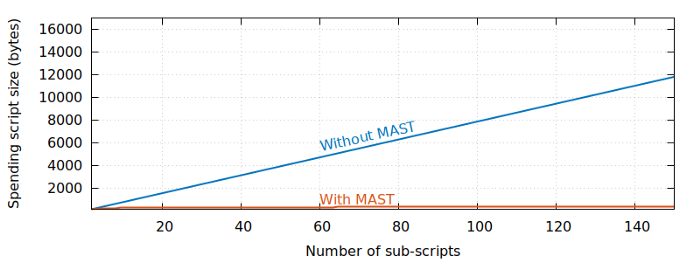 Spending script size (bytes)
16000
14000
12000
10000
8000
6000
4000
2000
Without MAST
With MAST
20 40 60 80 100 120 140
Number of sub-scripts